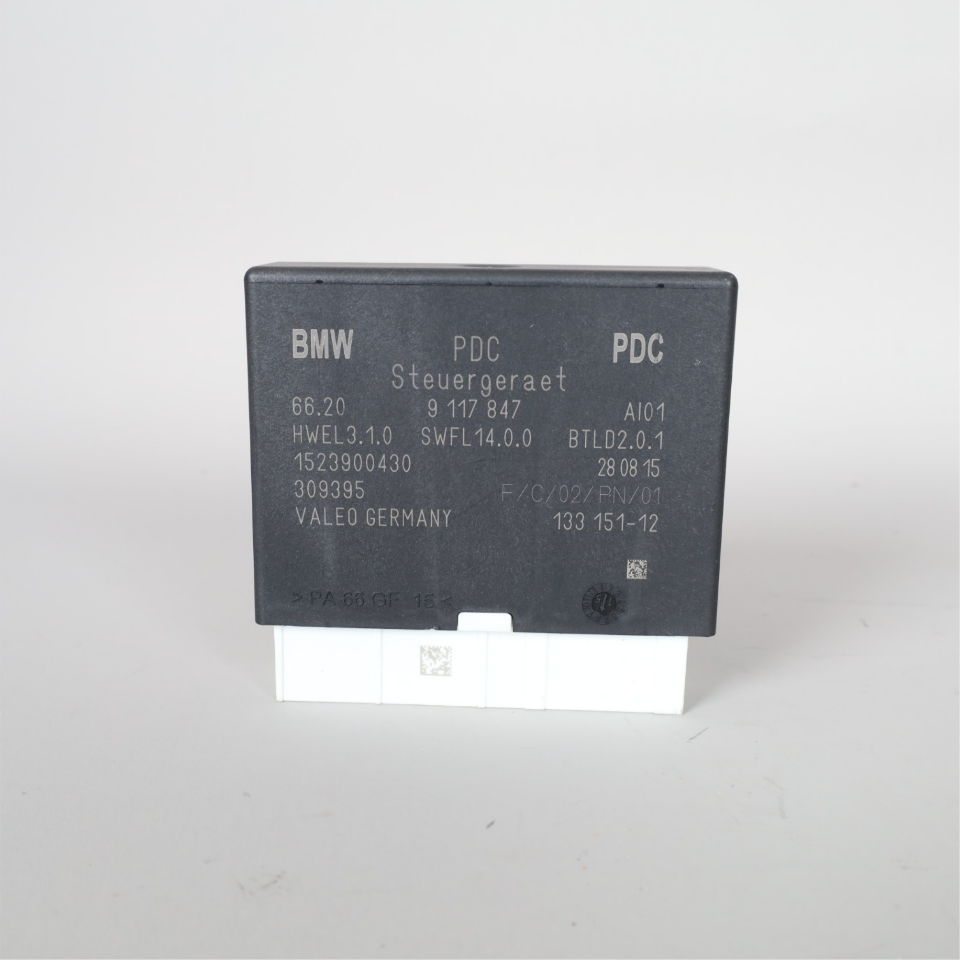 BMW PDC PDC
Steuergeraet
66.20 9 117 847 AI01
HWEL3.1.0 SWFL14.0.0 BTLD2.0.1
1523900430 28 08 15
309395 F/C/02/PN/01
VALEO GERMANY 133 151-12
>PA 66 GF 15<